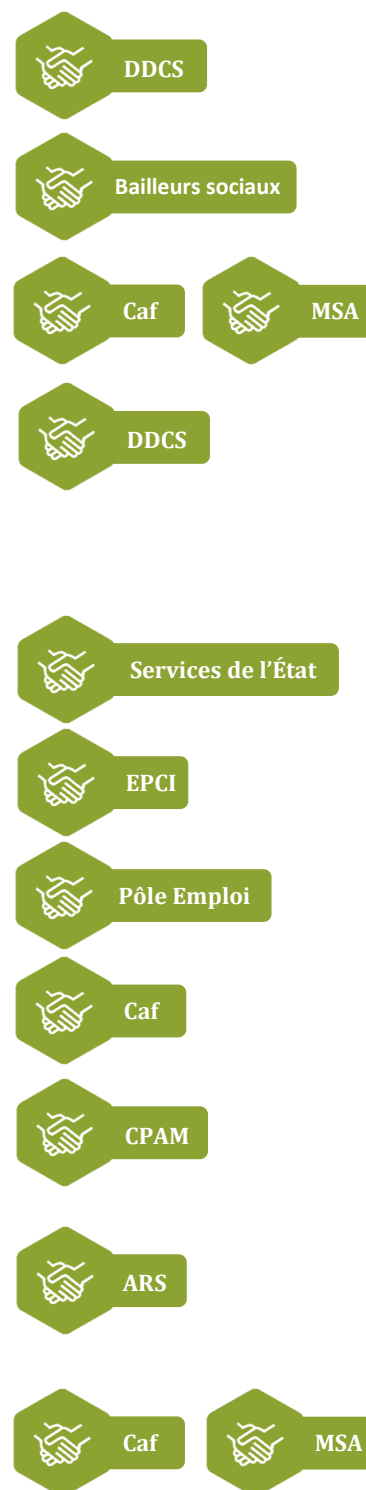 DDCS
Bailleurs sociaux
Caf MSA
DDCS
Services de l’État
EPCI
Pôle Emploi
Caf
CPAM
ARS
Caf MSA